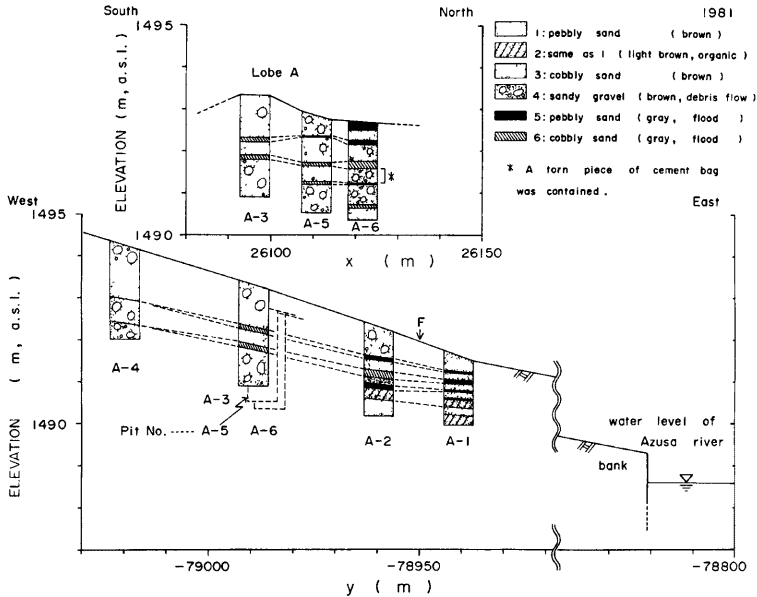 South
North
1981
1495
1490
ELEVATION (m, a.s.l.)
Lobe A
A-3
A-5
A-6
26100
26150
x (m)
1: pebbly sand (brown)
2: same as 1 (light brown, organic)
3: cobbly sand (brown)
4: sandy gravel (brown, debris flow)
5: pebbly sand (gray, flood)
6: cobbly sand (gray, flood)
* A torn piece of cement bag
was contained.
*
West
East
1495
1490
ELEVATION (m, a.s.l.)
F
A-4
A-3
Pit No. ----- A-5 A-6
A-2
A-1
water level of
Azusa river
bank
-79000
-78950
-78800
y (m)